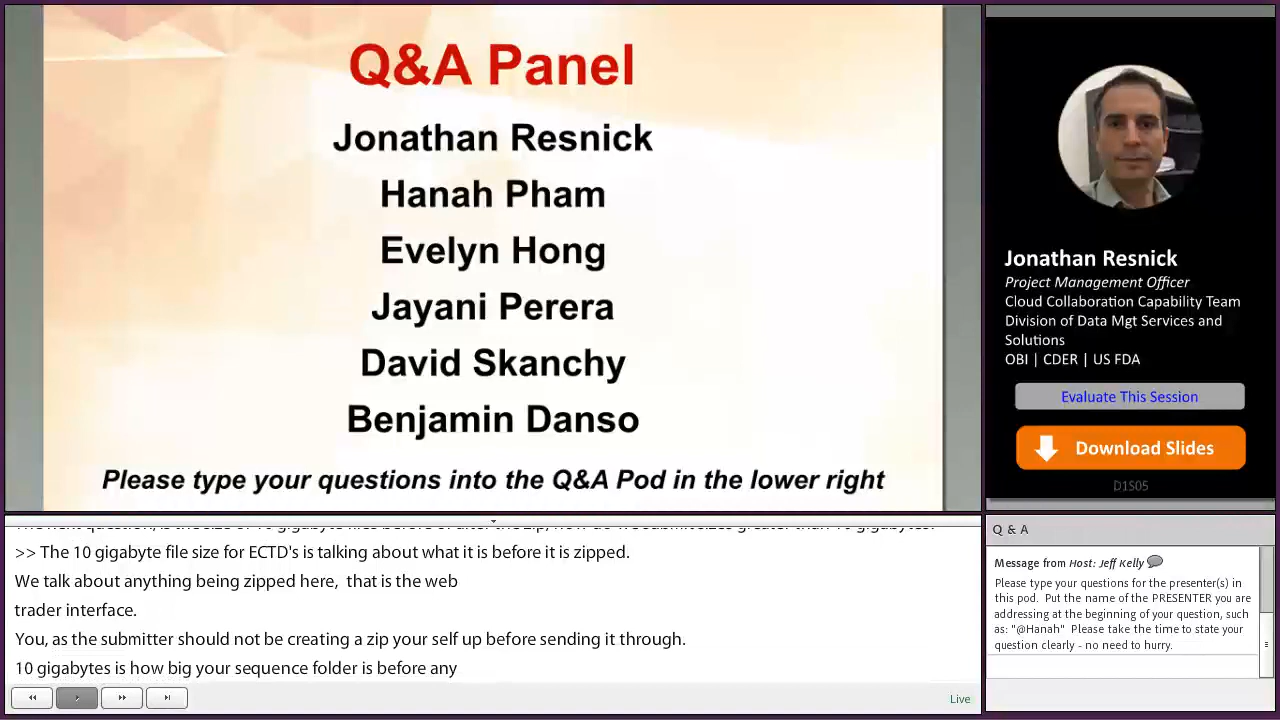 Q&A Panel
Jonathan Resnick
Hanah Pham
Evelyn Hong
Jayani Perera
David Skanchy
Benjamin Danso
Please type your questions into the Q&A Pod in the lower right
>> The 10 gigabyte file size for ECTD's is talking about what it is before it is zipped.
We talk about anything being zipped here,  that is the web
trader interface.
You, as the submitter should not be creating a zip your self up before sending it through.
10 gigabytes is how big your sequence folder is before any
Live
Jonathan Resnick
Project Management Officer
Cloud Collaboration Capability Team
Division of Data Mgt Services and
Solutions
OBI | CDER | US FDA
Evaluate This Session
Download Slides
D1S05
Q & A
Message from Host: Jeff Kelly
Please type your questions for the presenter(s) in
this pod.  Put the name of the PRESENTER you are
addressing at the beginning of your question, such
as: "@Hanah"  Please take the time to state your
question clearly - no need to hurry.